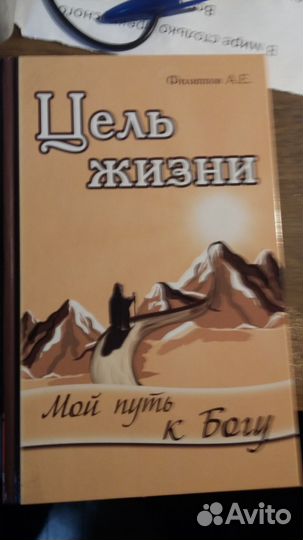 Филиппов А.Е.
Цель
жизни
Мой путь
к Богу
Avito